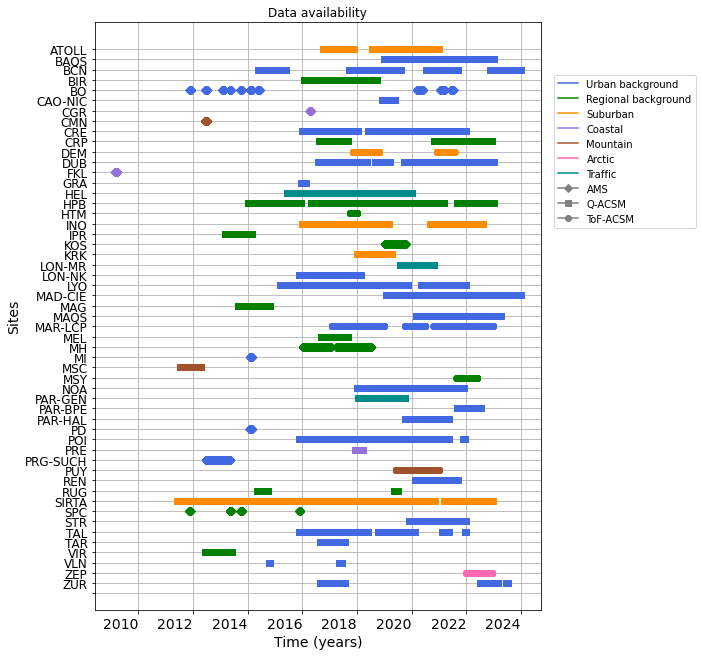 Data availability
ATOLL
BAQS
BCN
BIR
BO
CAO-NIC
CGR
CMN
CRE
CRP
DEM
DUB
FKL
GRA
HEL
HPB
HTM
INO
IPR
KOS
KRK
LON-MR
LON-NK
LYO
MAD-CIE
MAG
MAQS
MAR-LCP
MEL
MH
MI
MSC
MSY
NOA
PAR-GEN
PAR-BPE
PAR-HAL
PD
POI
PRE
PRG-SUCH
PUY
REN
RUG
SIRTA
SPC
STR
TAL
TAR
VIR
VLN
ZEP
ZUR
Sites
2010 2012 2014 2016 2018 2020 2022 2024
Time (years)
Urban background
Regional background
Suburban
Coastal
Mountain
Arctic
Traffic
AMS
Q-ACSM
ToF-ACSM